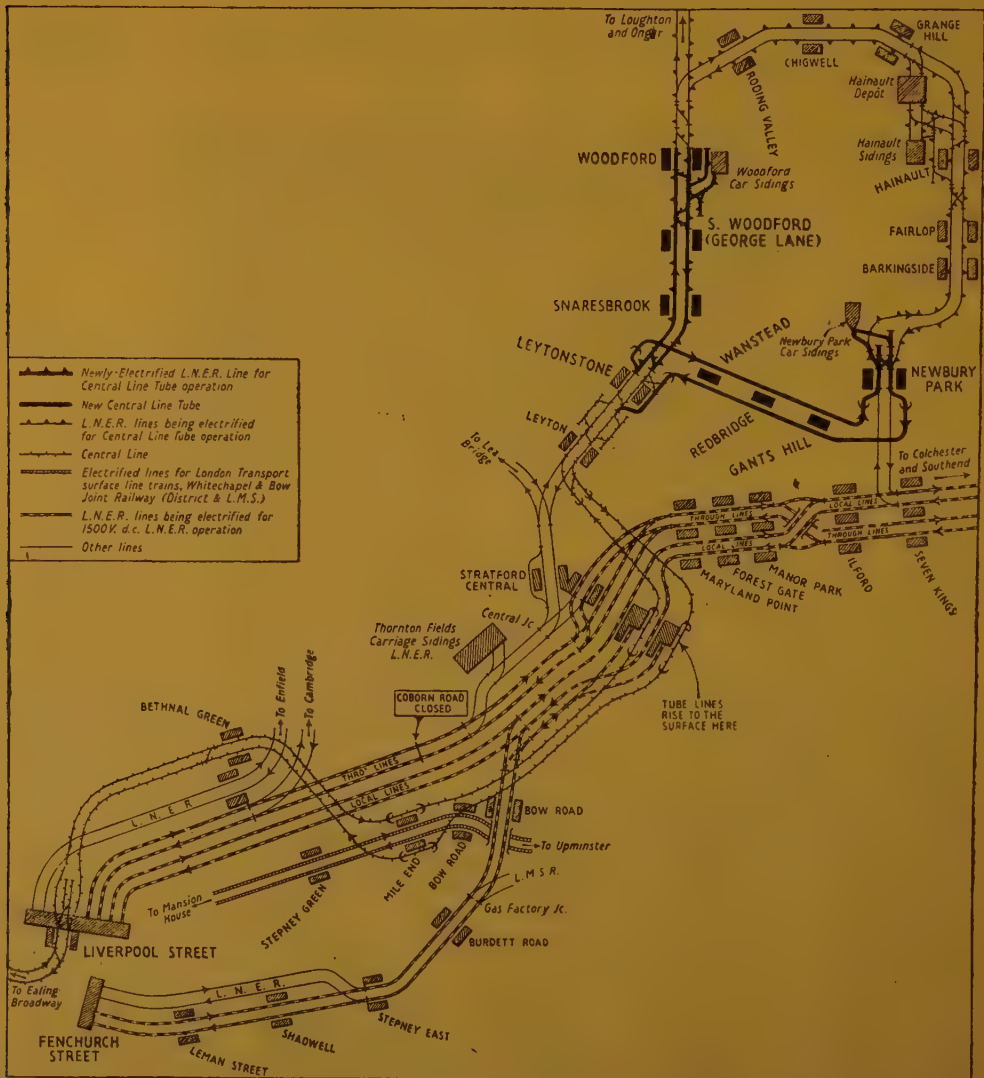 To Loughton
and Ongar
GRANGE
HILL
CHIGWELL
RODING VALLEY
Hainault
Depôt
Hainault
Sidings
HAINAULT
WOODFORD
Woodford
Car Sidings
S. WOODFORD
(GEORGE LANE)
FAIRLOP
BARKINGSIDE
SNARESBROOK
LEYTONSTONE
WANSTEAD
Newbury Park
Car Sidings
NEWBURY
PARK
REDBRIDGE
GANTS HILL
LEYTON
To Lea
Bridge
To Colchester
and Southend
Newly-Electrified L.N.E.R. Line for
Central Line Tube operation
New Central Line Tube
L.N.E.R. lines being electrified
for Central Line Tube operation
Central Line
Electrified lines for London Transport
surface line trains, Whitechapel & Bow
Joint Railway (District & L.M.S.)
L.N.E.R. lines being electrified for
1500V. d.c. L.N.E.R. operation
Other lines
THROUGH LINES
LOCAL LINES
LOCAL LINES
THROUGH LINES
SEVEN KINGS
ILFORD
MANOR PARK
FOREST GATE
MARYLAND POINT
STRATFORD
CENTRAL
Central Jc.
Thornton Fields
Carriage Sidings
L.N.E.R.
TUBE LINES
RISE TO THE
SURFACE HERE
COBORN ROAD
CLOSED
To Enfield
To Cambridge
BETHNAL GREEN
THRO' LINES
LOCAL LINES
L. N. E. R.
BOW ROAD
BOW ROAD
To Upminster
MILE END
STEPNEY GREEN
To Mansion
House
L.M.S.R.
Gas Factory Jc.
BURDETT ROAD
LIVERPOOL STREET
To Ealing
Broadway
L. N. E. R.
STEPNEY EAST
SHADWELL
LEMAN STREET
FENCHURCH
STREET